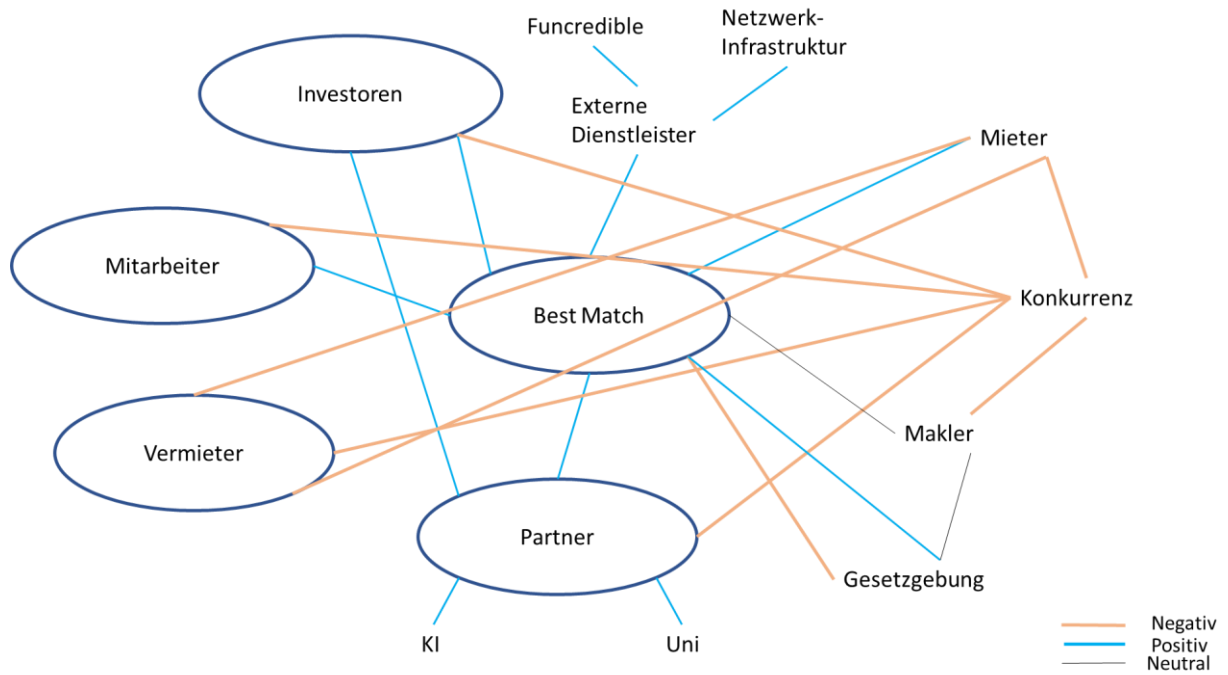 Funcredible
Netzwerk-
Infrastruktur
Investoren
Externe
Dienstleister
Mieter
Mitarbeiter
Best Match
Konkurrenz
Vermieter
Makler
Partner
Gesetzgebung
KI
Uni
Negativ
Positiv
Neutral